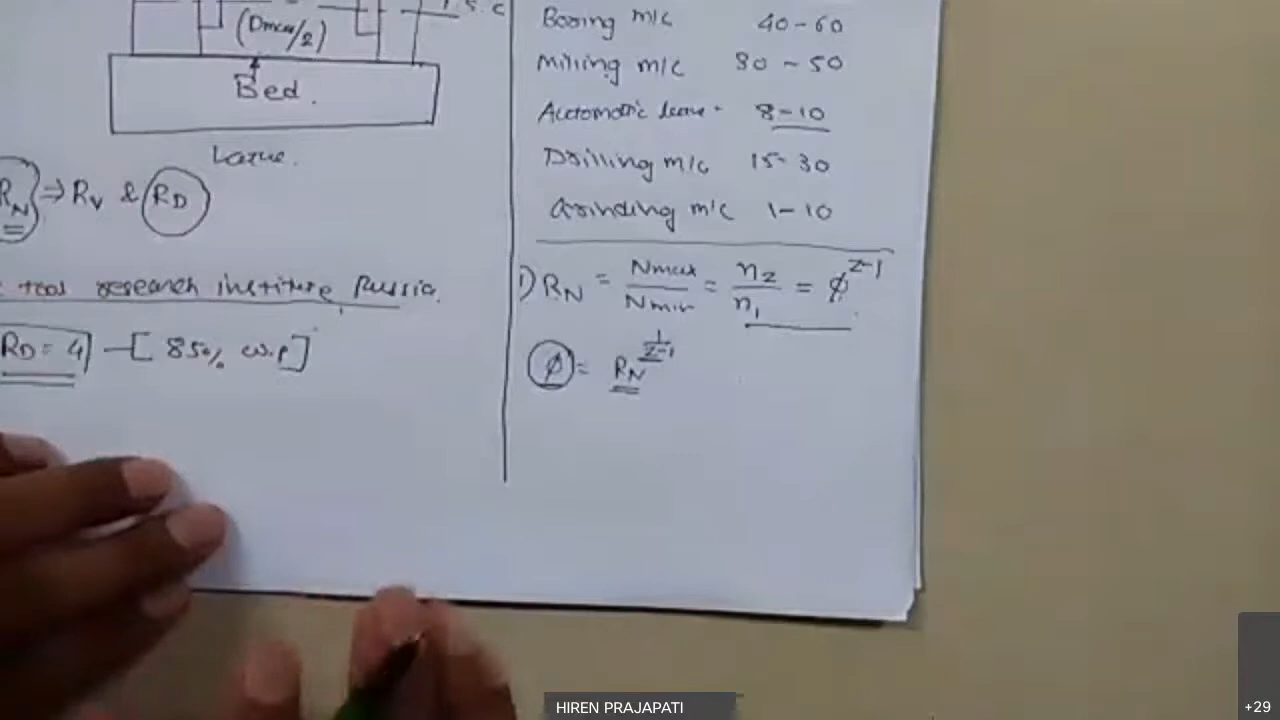 (Dmax/2)
Bed.
Lathe.
RN ⇒ Rv & RD
tool research institute Russia.
RD = 4 - [85% w.p]
Boring m/c 40-60
Milling m/c 30 ~ 50
Automatic lathe - 8-10
Drilling m/c 15-30
Grinding m/c 1-10
1) RN = Nmax/Nmin = nz/n1 = ϕ^z-1
ϕ = RN^1/z-1
HIREN PRAJAPATI
+29